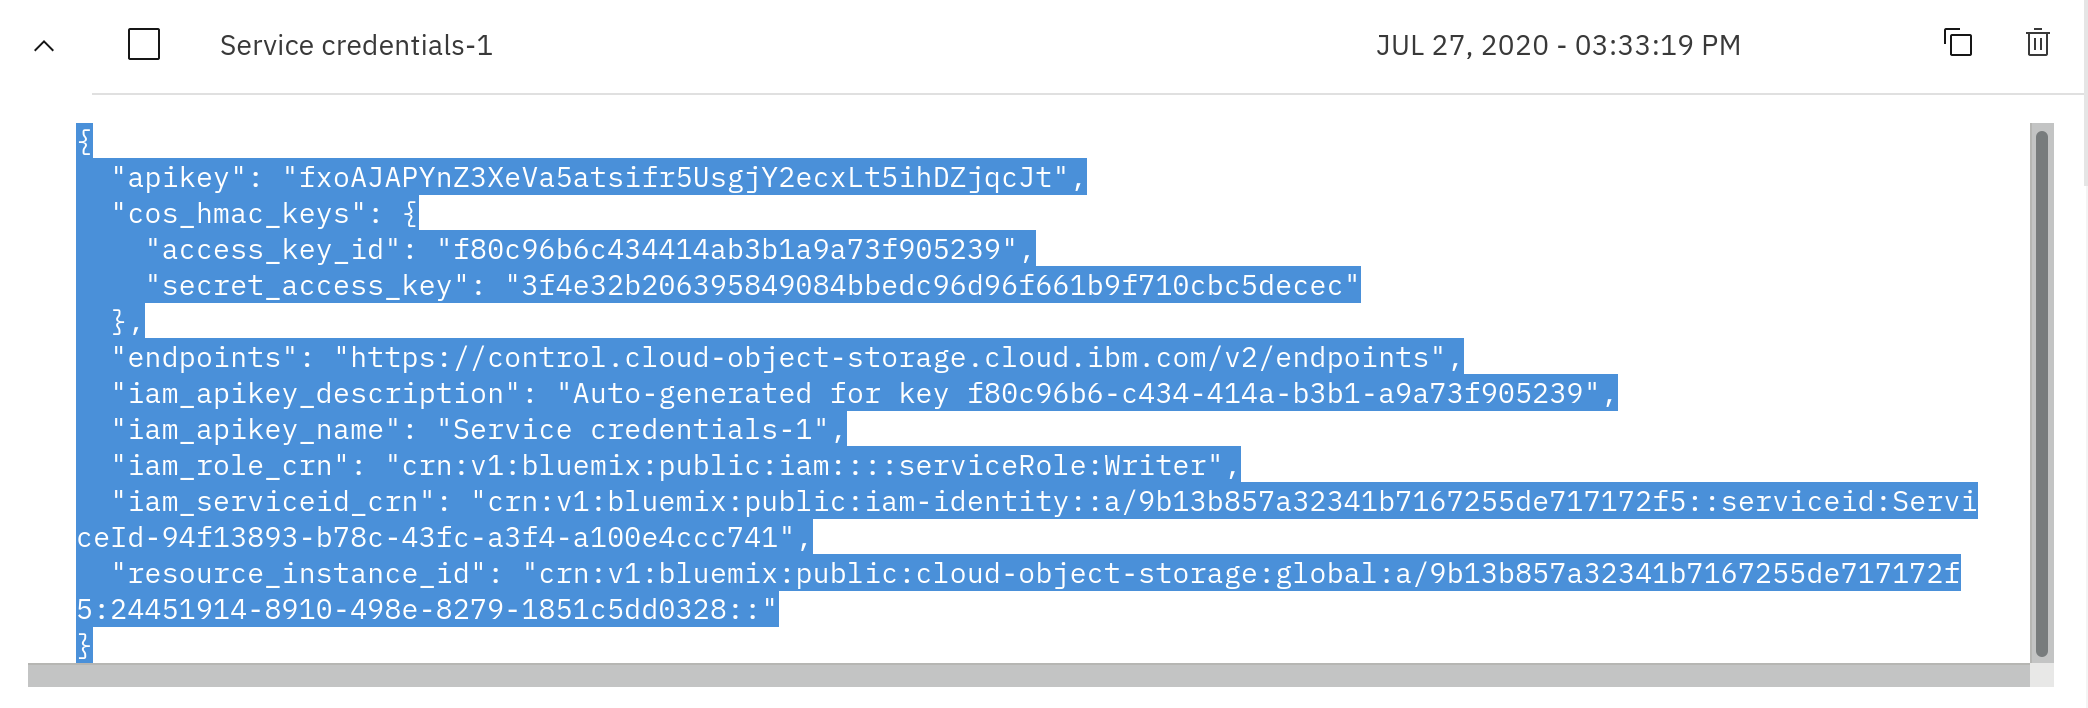 Service credentials-1 JUL 27, 2020 - 03:33:19 PM
{
  "apikey": "fxoAJAPYnZ3XeVa5atsifr5UsgjY2ecxLt5ihDZjqcJt",
  "cos_hmac_keys": {
    "access_key_id": "f80c96b6c434414ab3b1a9a73f905239",
    "secret_access_key": "3f4e32b206395849084bbedc96d96f661b9f710cbc5decec"
  },
  "endpoints": "https://control.cloud-object-storage.cloud.ibm.com/v2/endpoints",
  "iam_apikey_description": "Auto-generated for key f80c96b6-c434-414a-b3b1-a9a73f905239",
  "iam_apikey_name": "Service credentials-1",
  "iam_role_crn": "crn:v1:bluemix:public:iam::::serviceRole:Writer",
  "iam_serviceid_crn": "crn:v1:bluemix:public:iam-identity::a/9b13b857a32341b7167255de717172f5::serviceid:Servi
ceId-94f13893-b78c-43fc-a3f4-a100e4ccc741",
  "resource_instance_id": "crn:v1:bluemix:public:cloud-object-storage:global:a/9b13b857a32341b7167255de717172f
5:24451914-8910-498e-8279-1851c5dd0328::"
}